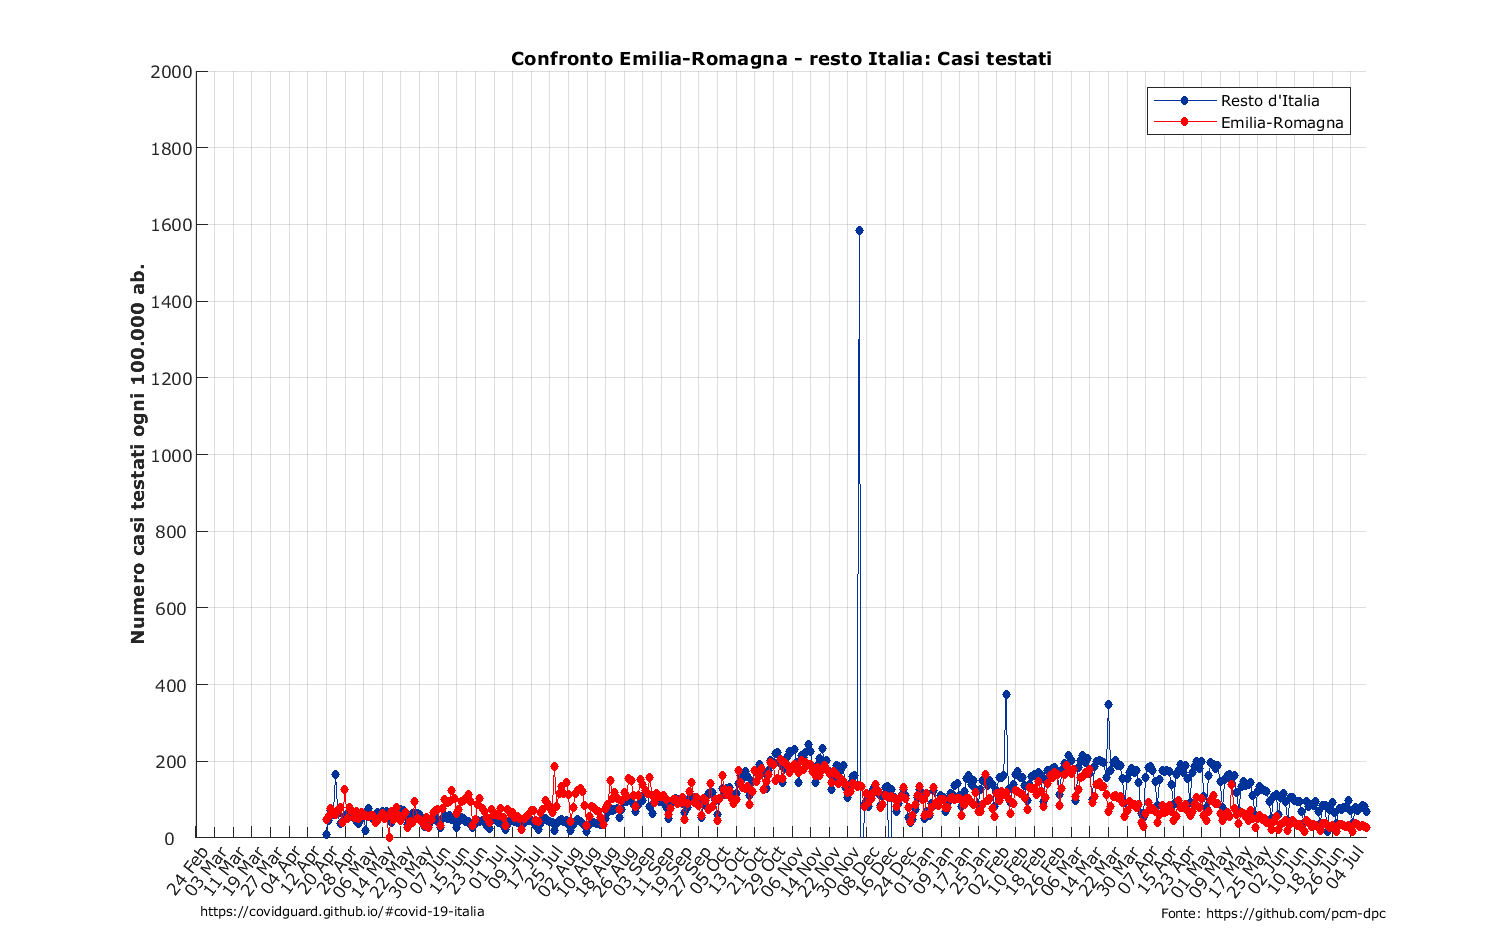 Confronto Emilia-Romagna - resto Italia: Casi testati
Resto d'Italia
Emilia-Romagna
Numero casi testati ogni 100.000 ab.
2000
1800
1600
1400
1200
1000
800
600
400
200
0
24 Feb
03 Mar
11 Mar
19 Mar
27 Mar
04 Apr
12 Apr
20 Apr
28 Apr
06 May
14 May
22 May
30 May
07 Jun
15 Jun
23 Jun
01 Jul
09 Jul
17 Jul
25 Jul
02 Aug
10 Aug
18 Aug
26 Aug
03 Sep
11 Sep
19 Sep
27 Sep
05 Oct
13 Oct
21 Oct
29 Oct
06 Nov
14 Nov
22 Nov
30 Nov
08 Dec
16 Dec
24 Dec
01 Jan
09 Jan
17 Jan
25 Jan
02 Feb
10 Feb
18 Feb
26 Feb
06 Mar
14 Mar
22 Mar
30 Mar
07 Apr
15 Apr
23 Apr
01 May
09 May
17 May
25 May
02 Jun
10 Jun
18 Jun
26 Jun
04 Jul
https://covidguard.github.io/#covid-19-italia
Fonte: https://github.com/pcm-dpc